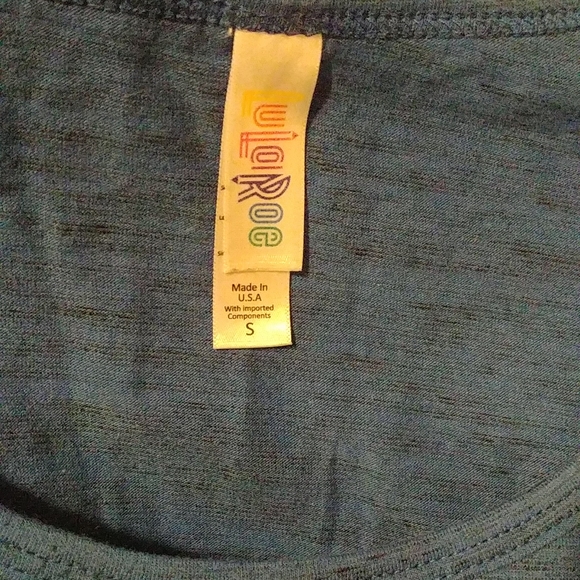 LuLaRoe
Made In
U.S.A
With imported
Components
S